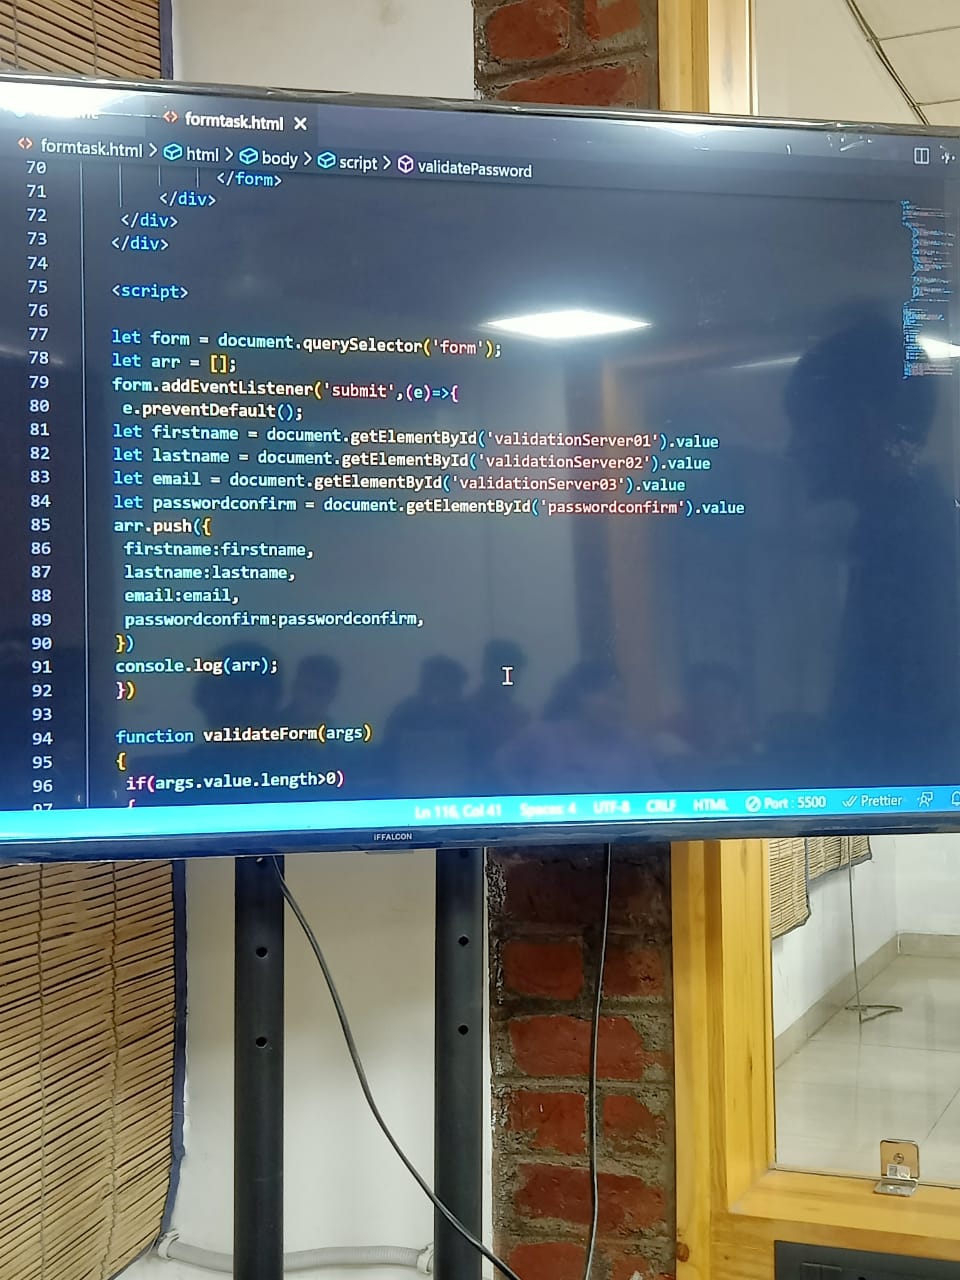 formtask.html
formtask.html > html > body > script > validatePassword
70 </form>
71 </div>
72 </div>
73 </div>
74
75 <script>
76
77 let form = document.querySelector('form');
78 let arr = [];
79 form.addEventListener('submit',(e)=>{
80 e.preventDefault();
81 let firstname = document.getElementById('validationServer01').value
82 let lastname = document.getElementById('validationServer02').value
83 let email = document.getElementById('validationServer03').value
84 let passwordconfirm = document.getElementById('passwordconfirm').value
85 arr.push({
86 firstname:firstname,
87 lastname:lastname,
88 email:email,
89 passwordconfirm:passwordconfirm,
90 })
91 console.log(arr);
92 })
93
94 function validateForm(args)
95 {
96 if(args.value.length>0)
97 {
Ln 116, Col 41 Spaces: 4 UTF-8 CRLF HTML Port : 5500 Prettier
iFFALCON